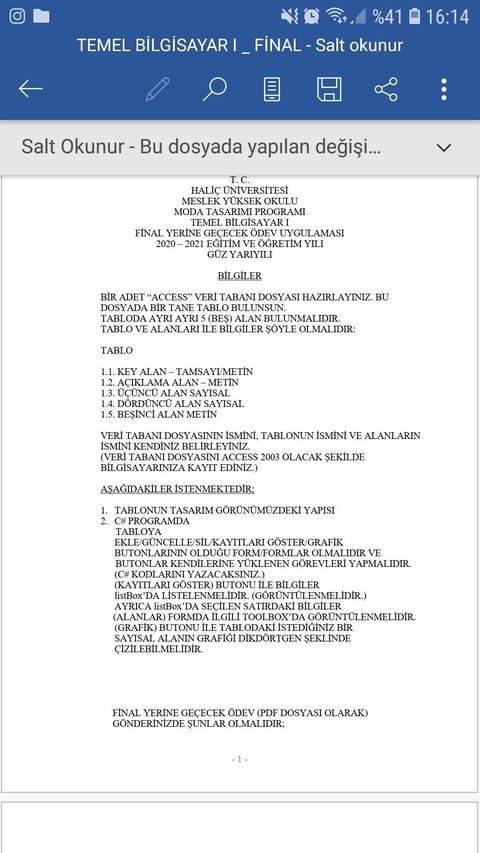 %41 16:14
TEMEL BİLGİSAYAR I _ FİNAL - Salt okunur
Salt Okunur - Bu dosyada yapılan değişi...
T. C.
HALİÇ ÜNİVERSİTESİ
MESLEK YÜKSEK OKULU
MODA TASARIMI PROGRAMI
TEMEL BİLGİSAYAR I
FİNAL YERİNE GEÇECEK ÖDEV UYGULAMASI
2020 – 2021 EĞİTİM VE ÖĞRETİM YILI
GÜZ YARIYILI
BİLGİLER
BİR ADET “ACCESS” VERİ TABANI DOSYASI HAZIRLAYINIZ. BU
DOSYADA BİR TANE TABLO BULUNSUN.
TABLODA AYRI AYRI 5 (BEŞ) ALAN BULUNMALIDIR.
TABLO VE ALANLARI İLE BİLGİLER ŞÖYLE OLMALIDIR:
TABLO
1.1. KEY ALAN – TAMSAYI/METİN
1.2. AÇIKLAMA ALAN – METİN
1.3. ÜÇÜNCÜ ALAN SAYISAL
1.4. DÖRDÜNCÜ ALAN SAYISAL
1.5. BEŞİNCİ ALAN METİN
VERİ TABANI DOSYASININ İSMİNİ, TABLONUN İSMİNİ VE ALANLARIN
İSMİNİ KENDİNİZ BELİRLEYİNİZ.
(VERİ TABANI DOSYASINI ACCESS 2003 OLACAK ŞEKİLDE
BİLGİSAYARINIZA KAYIT EDİNİZ.)
AŞAĞIDAKİLER İSTENMEKTEDİR;
1. TABLONUN TASARIM GÖRÜNÜMÜZDEKİ YAPISI
2. C# PROGRAMDA
TABLOYA
EKLE/GÜNCELLE/SİL/KAYITLARI GÖSTER/GRAFİK
BUTONLARININ OLDUĞU FORM/FORMLAR OLMALIDIR VE
BUTONLAR KENDİLERİNE YÜKLENEN GÖREVLERİ YAPMALIDIR.
(C# KODLARINI YAZACAKSINIZ.)
(KAYITLARI GÖSTER) BUTONU İLE BİLGİLER
listBox’DA LİSTELENMELİDİR. (GÖRÜNTÜLENMELİDİR.)
AYRICA listBox’DA SEÇİLEN SATIRDAKİ BİLGİLER
(ALANLAR) FORMDA İLGİLİ TOOLBOX’DA GÖRÜNTÜLENMELİDİR.
(GRAFİK) BUTONU İLE TABLODAKİ İSTEDİĞİNİZ BİR
SAYISAL ALANIN GRAFİĞİ DİKDÖRTGEN ŞEKLİNDE
ÇİZİLEBİLMELİDİR.
FİNAL YERİNE GEÇECEK ÖDEV (PDF DOSYASI OLARAK)
GÖNDERİNİZDE ŞUNLAR OLMALIDIR;
- 1 -